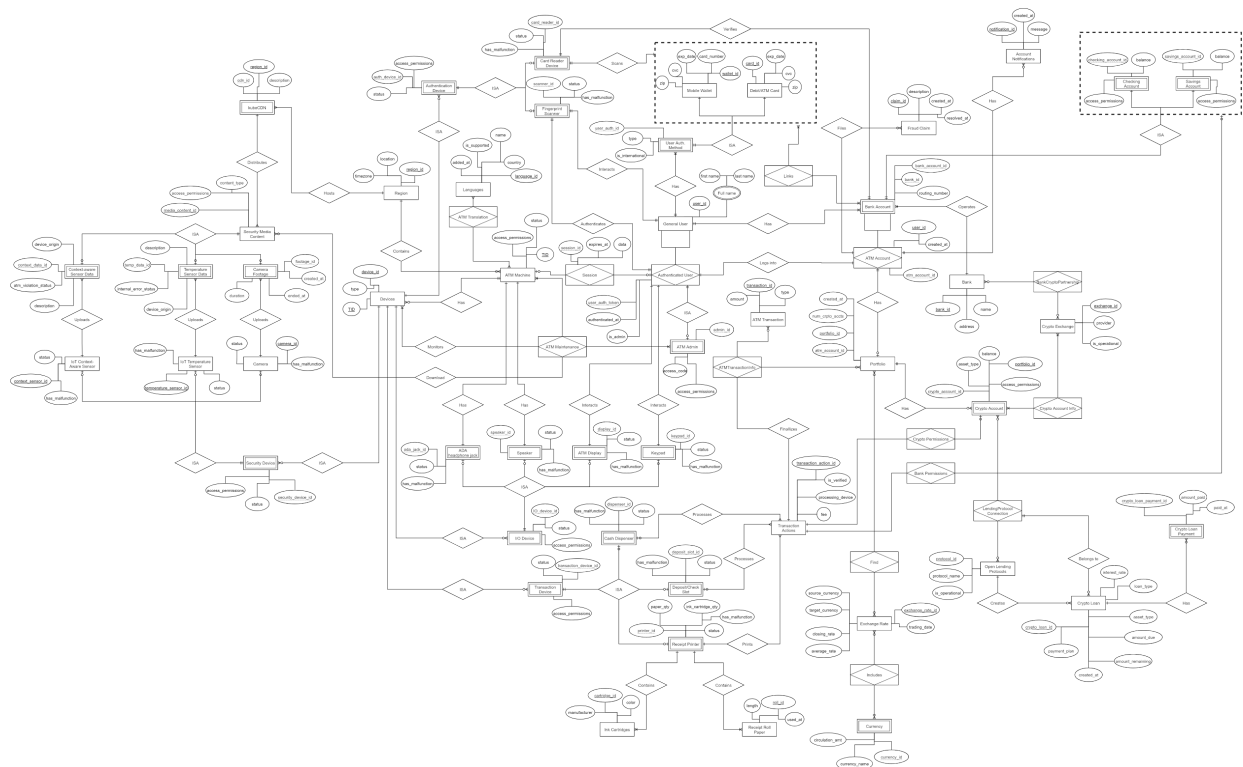 card_reader_id
status
has_malfunction
Card Reader Device
Verifies
Scans
exp_date
card_number
cvc
wallet_id
zip
Mobile Wallet
card_id
exp_date
cvc
ZIP
Debit/ATM Card
ISA
created_at
notification_id
message
Account Notifications
checking_account_id
balance
Checking Account
access_permissions
savings_account_id
balance
Savings Account
access_permissions
ISA
region_id
cdn_id
descriptive
Distributes
access_permissions
auth_device_id
status
Authentication Device
ISA
ISA
scanner_id
status
has_malfunction
Fingerprint Scanner
Interacts
user_auth_id
type
is_international
User Auth Method
Has
first name
last name
Full name
user_id
General User
Has
Links
Files
description
claim_id
created_at
resolved_at
Fraud Claim
Has
bank_account_id
bank_id
routing_number
Bank Account
Operates
location
timezone
region_id
Region
Hosts
Contains
name
is_supported
added_at
country
language_id
Languages
ATM Translation
content_type
access_permissions
media_content_id
Security Media Content
ISA
device_origin
context_data_id
atm_violation_status
description
Context-aware Sensor Data
description
temp_data_id
internal_error_status
device_origin
Temperature Sensor Data
footage_id
created_at
duration
ended_at
Camera Footage
Uploads
Uploads
Uploads
status
context_sensor_id
has_malfunction
IoT Context-Aware Sensor
has_malfunction
temperature_sensor_id
status
IoT Temperature Sensor
status
camera_id
has_malfunction
Camera
ISA
Security Device
ISA
access_permissions
status
security_device_id
device_id
type
TID
Devices
Has
status
access_permissions
TID
ATM Machine
session_id
expires_at
data
Session
Authenticates
Authenticated User
Logs Into
user_auth_token
authenticated_at
is_admin
ISA
user_id
created_at
atm_account_id
ATM Account
Has
Bank
bank_id
name
address
BankCryptoPartnership
exchange_id
provider
is_operational
Crypto Exchange
transaction_id
amount
type
ATM Transaction
ATMTransactionInfo
created_at
num_cripto_accts
portfolio_id
atm_account_id
Portfolio
Monitors
ATM Maintenance
Download
admin_id
ATM Admin
access_code
access_permissions
balance
asset_type
portfolio_id
access_permissions
crypto_account_id
Crypto Account
Has
Crypto Account Info
Has
Has
Interacts
Interacts
ada_jack_id
status
has_malfunction
ADA Headphone jack
speaker_id
status
has_malfunction
Speaker
display_id
status
has_malfunction
ATM Display
keypad_id
status
has_malfunction
Keypad
ISA
Finalizes
Crypto Permissions
Bank Permissions
transaction_action_id
is_verified
processing_device
fee
Transaction Actions
ISA
I/O_device_id
status
access_permissions
I/O Device
dispenser_id
has_malfunction
status
Cash Dispenser
Processes
Processes
ISA
status
transaction_device_id
Transaction Device
access_permissions
ISA
deposit_slot_id
has_malfunction
status
Deposit/Check Slot
paper_qty
ink_cartridge_qty
has_malfunction
printer_id
status
Receipt Printer
Prints
Contains
Contains
cartridge_id
color
manufacturer
Ink Cartridges
roll_id
length
used_at
Receipt Roll Paper
Find
source_currency
target_currency
closing_rate
average_rate
exchange_rate_id
trading_date
Exchange Rate
Includes
Currency
circulation_amt
currency_name
currency_id
LendingProtocol Connection
protocol_id
protocol_name
is_operational
Open Lending Protocols
Creates
Belongs to
crypto_loan_payment_id
amount_paid
paid_at
Crypto Loan Payment
Has
interest_rate
loan_type
Crypto Loan
crypto_loan_id
payment_plan
created_at
asset_type
amount_due
amount_remaining